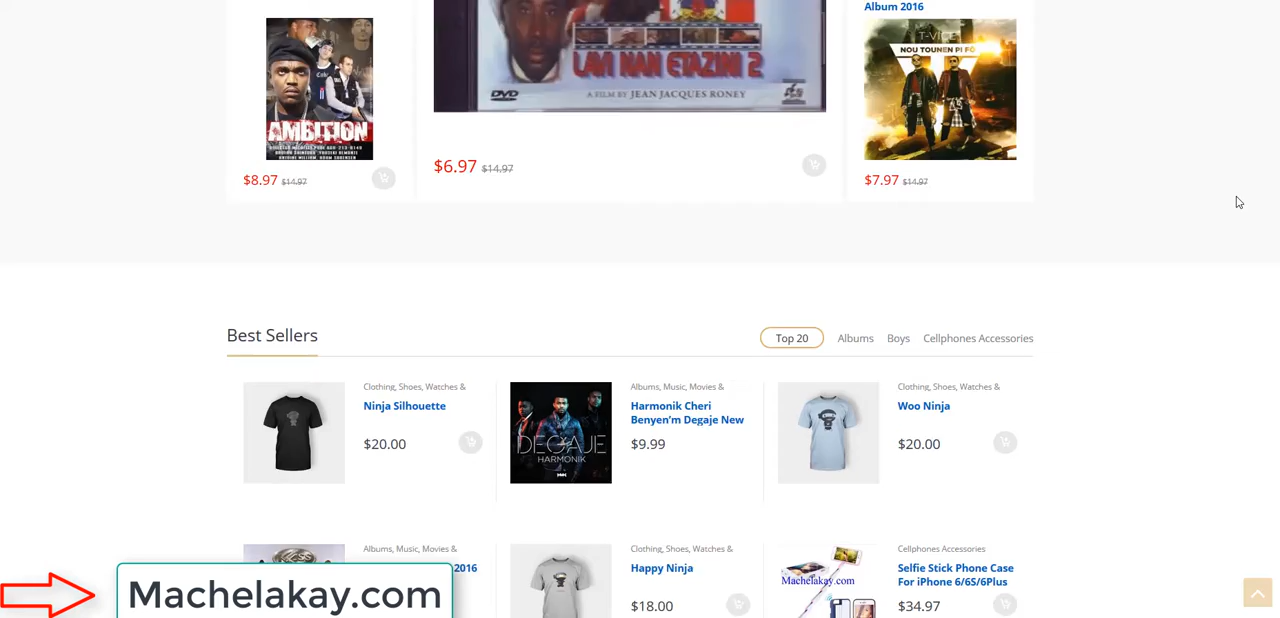 Album 2016
T-VICE
NOU TOUNEN PI FÒ
LAVI NAN ETAZINI 2
DVD
A FILM BY JEAN JACQUES RONEY
AMBITION
$8.97 $14.97
$6.97 $14.97
$7.97 $14.97
Best Sellers
Top 20 Albums Boys Cellphones Accessories
Clothing, Shoes, Watches &
Ninja Silhouette
$20.00
DEGAJE
HARMONIK
Albums, Music, Movies &
Harmonik Cheri
Benyen'm Degaje New
$9.99
Clothing, Shoes, Watches &
Woo Ninja
$20.00
Albums, Music, Movies &
2016
Clothing, Shoes, Watches &
Happy Ninja
$18.00
Machelakay.com
Cellphones Accessories
Selfie Stick Phone Case
For iPhone 6/6S/6Plus
$34.97
Machelakay.com